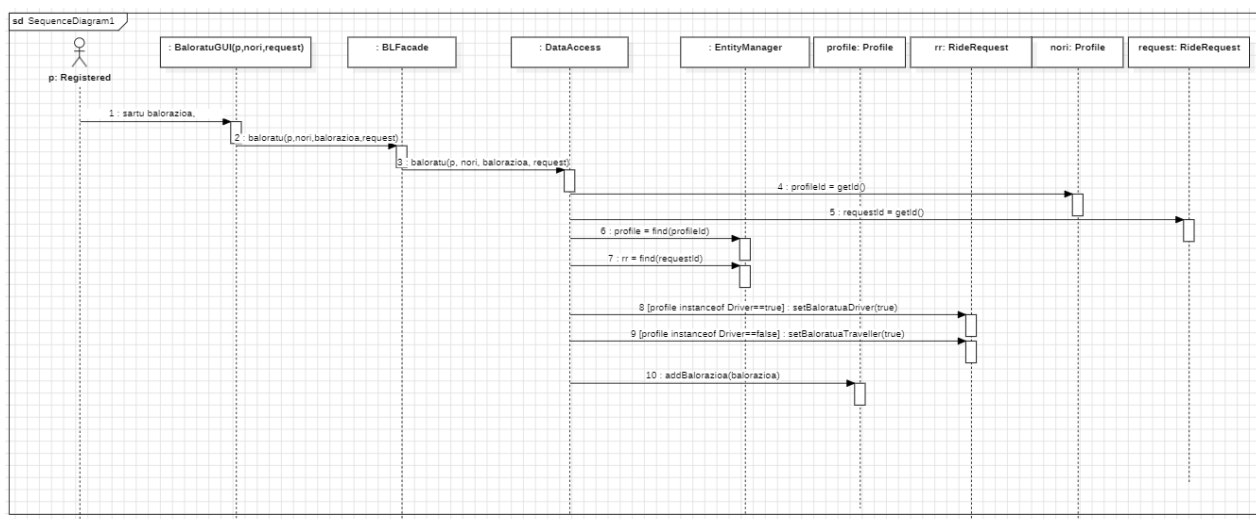 sd SequenceDiagram1
p: Registered
: BaloratuGUI(p,nori,request)
: BLFacade
: DataAccess
: EntityManager
profile: Profile
rr: RideRequest
nori: Profile
request: RideRequest
1 : sartu balorazioa,
2 : baloratu(p,nori,balorazioa,request)
3 : baloratu(p, nori, balorazioa, request)
4 : profileId = getId()
5 : requestId = getId()
6 : profile = find(profileId)
7 : rr = find(requestId)
8 [profile instanceof Driver==true] : setBaloratuaDriver(true)
9 [profile instanceof Driver==false] : setBaloratuaTraveller(true)
10 : addBalorazioa(balorazioa)